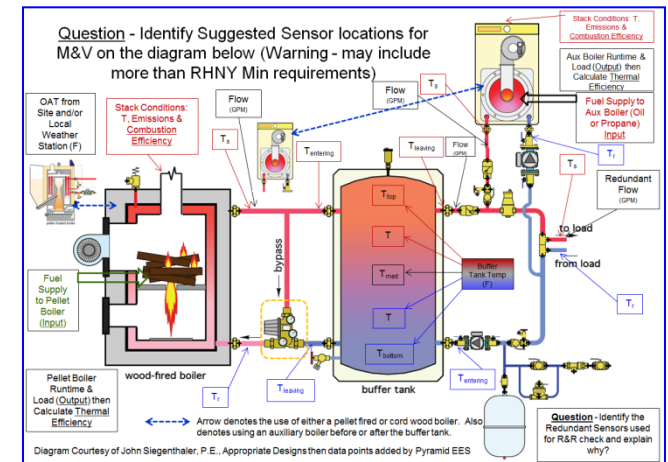 Question - Identify Suggested Sensor locations for
M&V on the diagram below (Warning - may include
more than RHNY Min requirements)
Stack Conditions: T,
Emissions &
Combustion Efficiency
Aux Boiler Runtime &
Load (Output) then
Calculate Thermal
Efficiency
Fuel Supply to
Aux Boiler (Oil
or Propane)
Input
OAT from
Site and/or
Local
Weather
Station (F)
Stack Conditions:
T, Emissions &
Combustion
Efficiency
Flow
(GPM)
Ts
Tentering
Flow
(GPM)
Ts
Tleaving
Flow
(GPM)
Tr
Ts
Redundant
Flow
(GPM)
to load
from load
Tr
pellet fired boiler
bypass
Ttop
T
Tmed
T
Tbottom
Buffer
Tank Temp
(F)
Fuel
Supply
to Pellet
Boiler
(Input)
wood-fired boiler
Tr
Tleaving
buffer tank
Tentering
Pellet Boiler
Runtime &
Load (Output) then
Calculate Thermal
Efficiency
Arrow denotes the use of either a pellet fired or cord wood boiler. Also
denotes using an auxiliary boiler before or after the buffer tank.
Question - Identify the
Redundant Sensors used
for R&R check and explain
why?
Diagram Courtesy of John Siegenthaler, P.E., Appropriate Designs then data points added by Pyramid EES